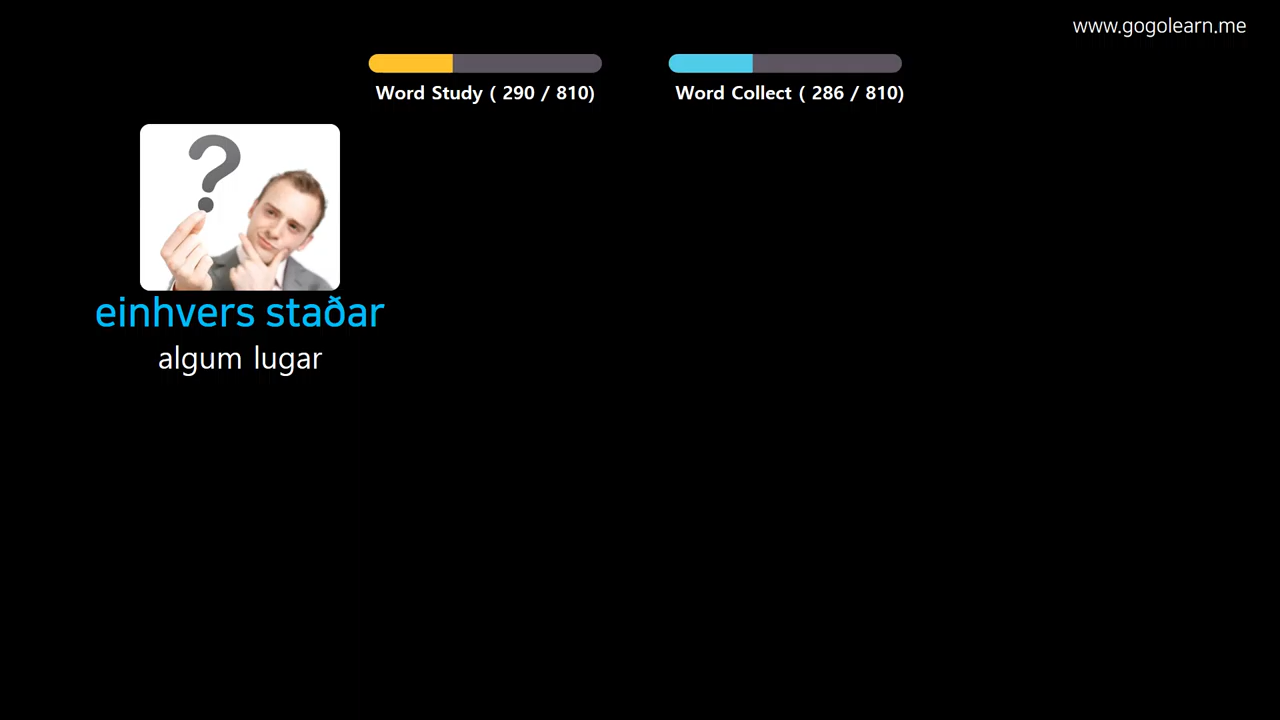 www.gogolearn.me
Word Study ( 290 / 810)
Word Collect ( 286 / 810)
?
einhvers staðar
algum lugar